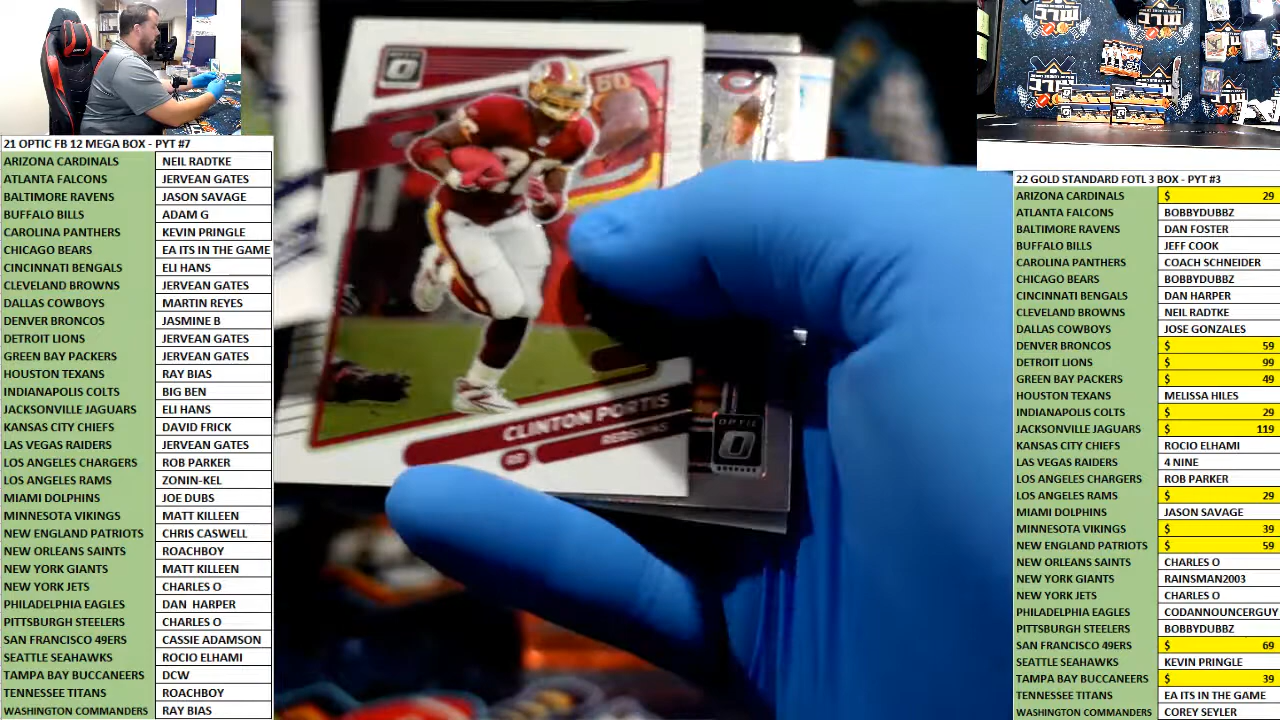 21 OPTIC FB 12 MEGA BOX - PYT #7
ARIZONA CARDINALS NEIL RADTKE
ATLANTA FALCONS JERVEAN GATES
BALTIMORE RAVENS JASON SAVAGE
BUFFALO BILLS ADAM G
CAROLINA PANTHERS KEVIN PRINGLE
CHICAGO BEARS EA ITS IN THE GAME
CINCINNATI BENGALS ELI HANS
CLEVELAND BROWNS JERVEAN GATES
DALLAS COWBOYS MARTIN REYES
DENVER BRONCOS JASMINE B
DETROIT LIONS JERVEAN GATES
GREEN BAY PACKERS JERVEAN GATES
HOUSTON TEXANS RAY BIAS
INDIANAPOLIS COLTS BIG BEN
JACKSONVILLE JAGUARS ELI HANS
KANSAS CITY CHIEFS DAVID FRICK
LAS VEGAS RAIDERS JERVEAN GATES
LOS ANGELES CHARGERS ROB PARKER
LOS ANGELES RAMS ZONIN-KEL
MIAMI DOLPHINS JOE DUBS
MINNESOTA VIKINGS MATT KILLEEN
NEW ENGLAND PATRIOTS CHRIS CASWELL
NEW ORLEANS SAINTS ROACHBOY
NEW YORK GIANTS MATT KILLEEN
NEW YORK JETS CHARLES O
PHILADELPHIA EAGLES DAN HARPER
PITTSBURGH STEELERS CHARLES O
SAN FRANCISCO 49ERS CASSIE ADAMSON
SEATTLE SEAHAWKS ROCIO ELHAMI
TAMPA BAY BUCCANEERS DCW
TENNESSEE TITANS ROACHBOY
WASHINGTON COMMANDERS RAY BIAS
CLINTON PORTIS
REDSKINS
RB
OPTIC
22 GOLD STANDARD FOTL 3 BOX - PYT #3
ARIZONA CARDINALS $ 29
ATLANTA FALCONS BOBBYDUBBZ
BALTIMORE RAVENS DAN FOSTER
BUFFALO BILLS JEFF COOK
CAROLINA PANTHERS COACH SCHNEIDER
CHICAGO BEARS BOBBYDUBBZ
CINCINNATI BENGALS DAN HARPER
CLEVELAND BROWNS NEIL RADTKE
DALLAS COWBOYS JOSE GONZALES
DENVER BRONCOS $ 59
DETROIT LIONS $ 99
GREEN BAY PACKERS $ 49
HOUSTON TEXANS MELISSA HILES
INDIANAPOLIS COLTS $ 29
JACKSONVILLE JAGUARS $ 119
KANSAS CITY CHIEFS ROCIO ELHAMI
LAS VEGAS RAIDERS 4 NINE
LOS ANGELES CHARGERS ROB PARKER
LOS ANGELES RAMS $ 29
MIAMI DOLPHINS JASON SAVAGE
MINNESOTA VIKINGS $ 39
NEW ENGLAND PATRIOTS $ 59
NEW ORLEANS SAINTS CHARLES O
NEW YORK GIANTS RAINSMAN2003
NEW YORK JETS CHARLES O
PHILADELPHIA EAGLES CODANNOUNCERGUY
PITTSBURGH STEELERS BOBBYDUBBZ
SAN FRANCISCO 49ERS $ 69
SEATTLE SEAHAWKS KEVIN PRINGLE
TAMPA BAY BUCCANEERS $ 39
TENNESSEE TITANS EA ITS IN THE GAME
WASHINGTON COMMANDERS COREY SEYLER